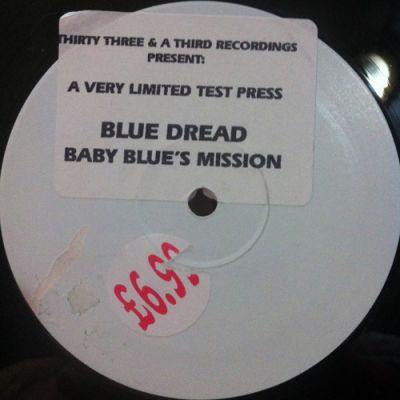 THIRTY THREE & A THIRD RECORDINGS
PRESENT:
A VERY LIMITED TEST PRESS
BLUE DREAD
BABY BLUE'S MISSION